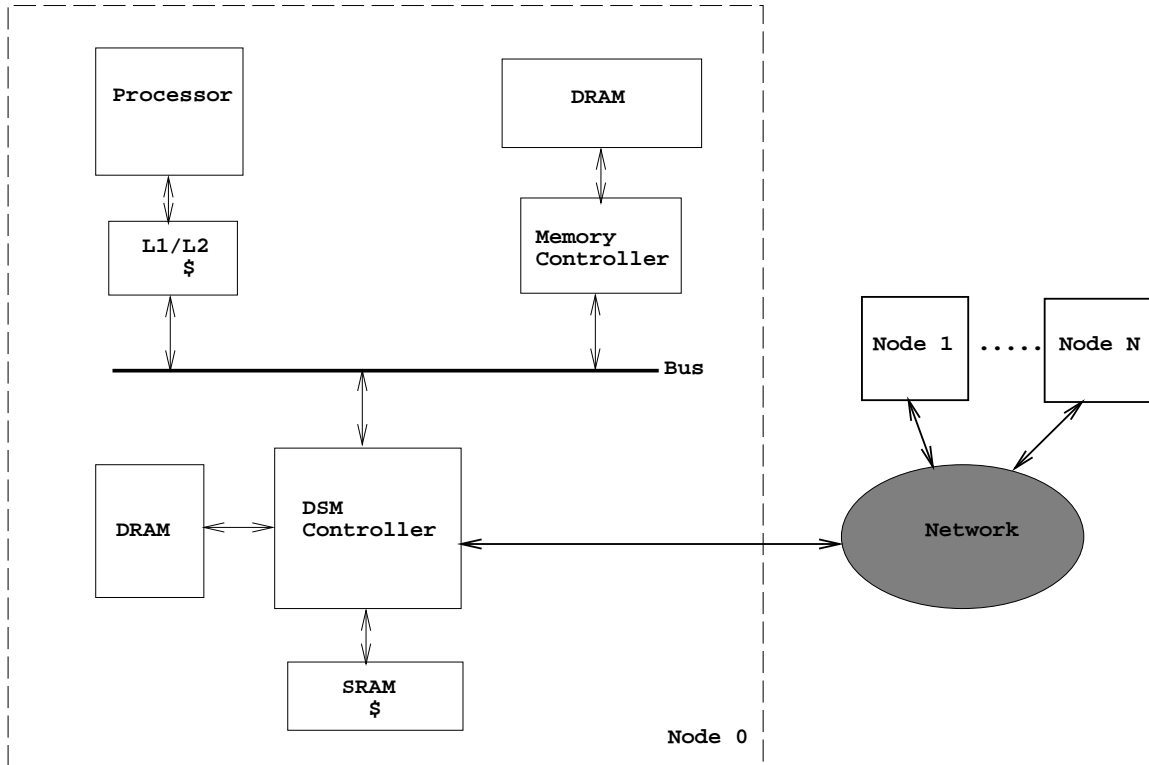 Processor
DRAM
L1/L2
$
Memory
Controller
Bus
Node 1
.....
Node N
DRAM
DSM
Controller
Network
SRAM
$
Node 0